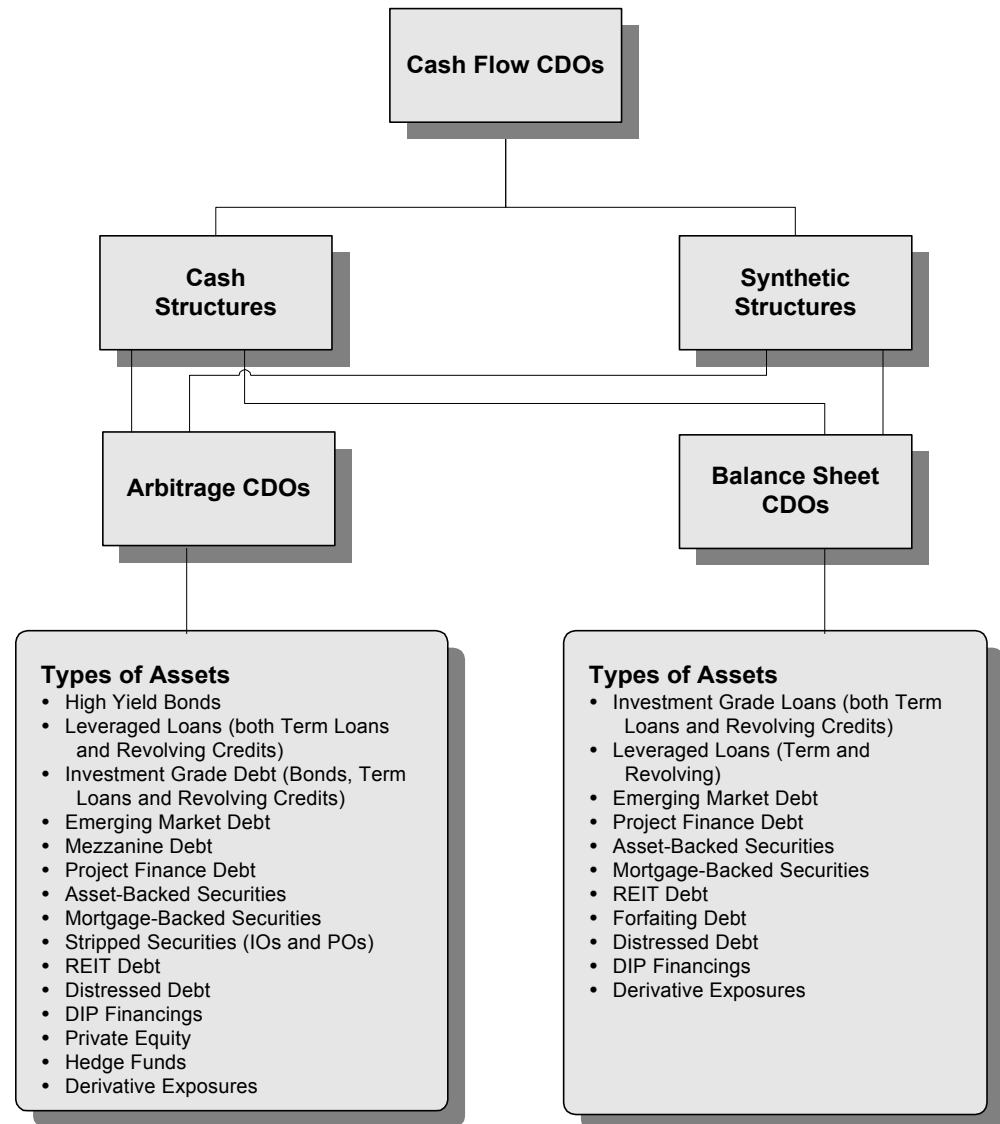 Cash Flow CDOs
Cash
Structures
Synthetic
Structures
Arbitrage CDOs
Balance Sheet
CDOs
Types of Assets
• High Yield Bonds
• Leveraged Loans (both Term Loans
and Revolving Credits)
• Investment Grade Debt (Bonds, Term
Loans and Revolving Credits)
• Emerging Market Debt
• Mezzanine Debt
• Project Finance Debt
• Asset-Backed Securities
• Mortgage-Backed Securities
• Stripped Securities (IOs and POs)
• REIT Debt
• Distressed Debt
• DIP Financings
• Private Equity
• Hedge Funds
• Derivative Exposures
Types of Assets
• Investment Grade Loans (both Term
Loans and Revolving Credits)
• Leveraged Loans (Term and
Revolving)
• Emerging Market Debt
• Project Finance Debt
• Asset-Backed Securities
• Mortgage-Backed Securities
• REIT Debt
• Forfaiting Debt
• Distressed Debt
• DIP Financings
• Derivative Exposures